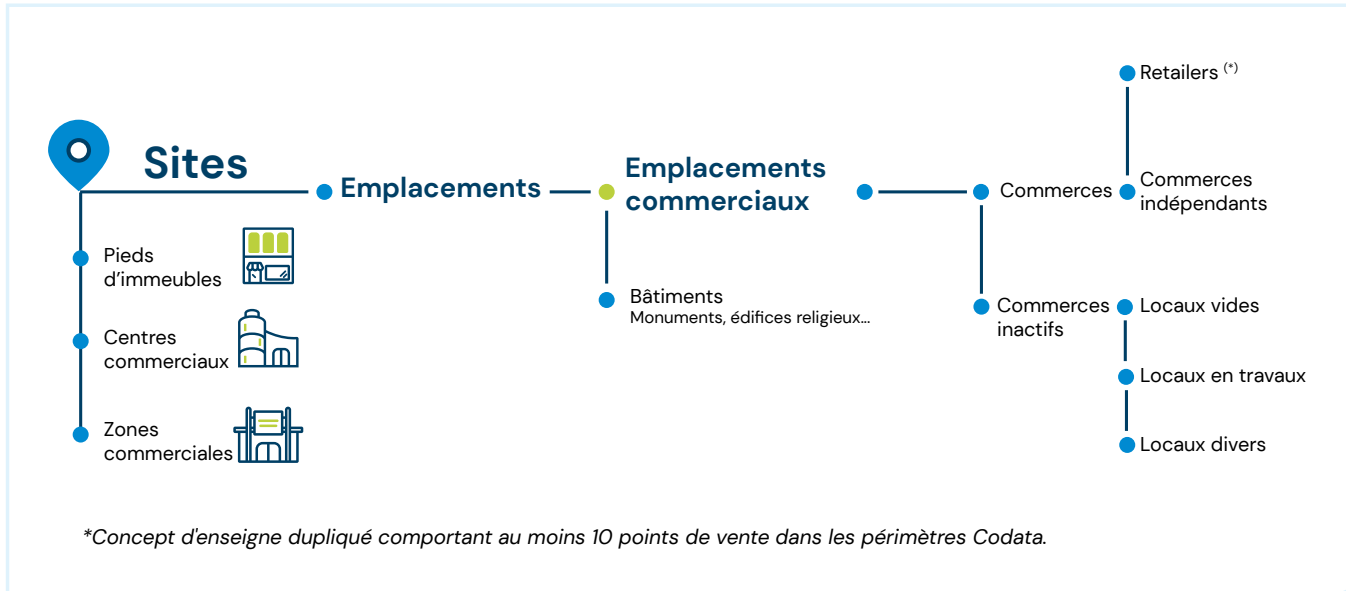 Sites
Pieds
d’immeubles
Centres
commerciaux
Zones
commerciales
Emplacements
Emplacements
commerciaux
Bâtiments
Monuments, édifices religieux...
Commerces
Retailers (*)
Commerces
indépendants
Commerces
inactifs
Locaux vides
Locaux en travaux
Locaux divers
*Concept d'enseigne dupliqué comportant au moins 10 points de vente dans les périmètres Codata.